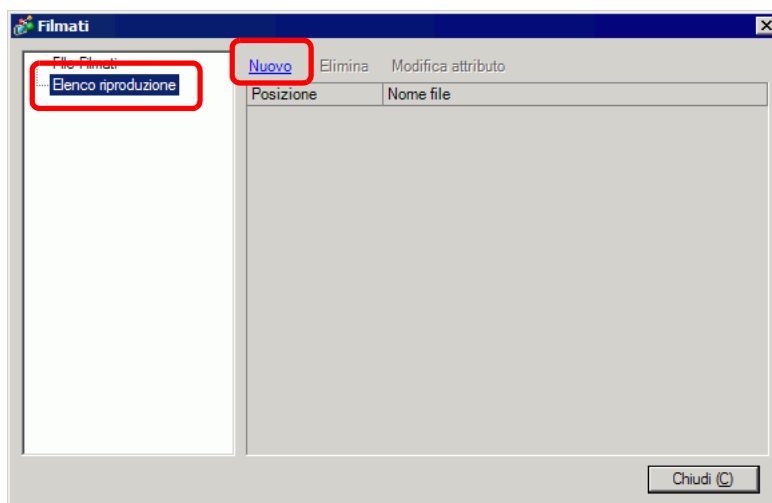 Filmati
File Filmati
Elenco riproduzione
Nuovo Elimina Modifica attributo
Posizione Nome file
Chiudi (C)